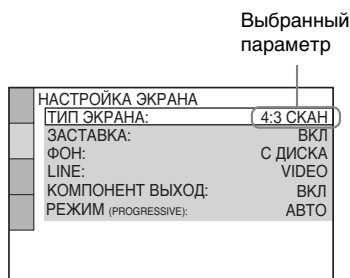 Выбранный
параметр
НАСТРОЙКА ЭКРАНА
ТИП ЭКРАНА: 4:3 СКАН
ЗАСТАВКА: ВКЛ
ФОН: С ДИСКА
LINE: VIDEO
КОМПОНЕНТ ВЫХОД: ВКЛ
РЕЖИМ (PROGRESSIVE): АВТО